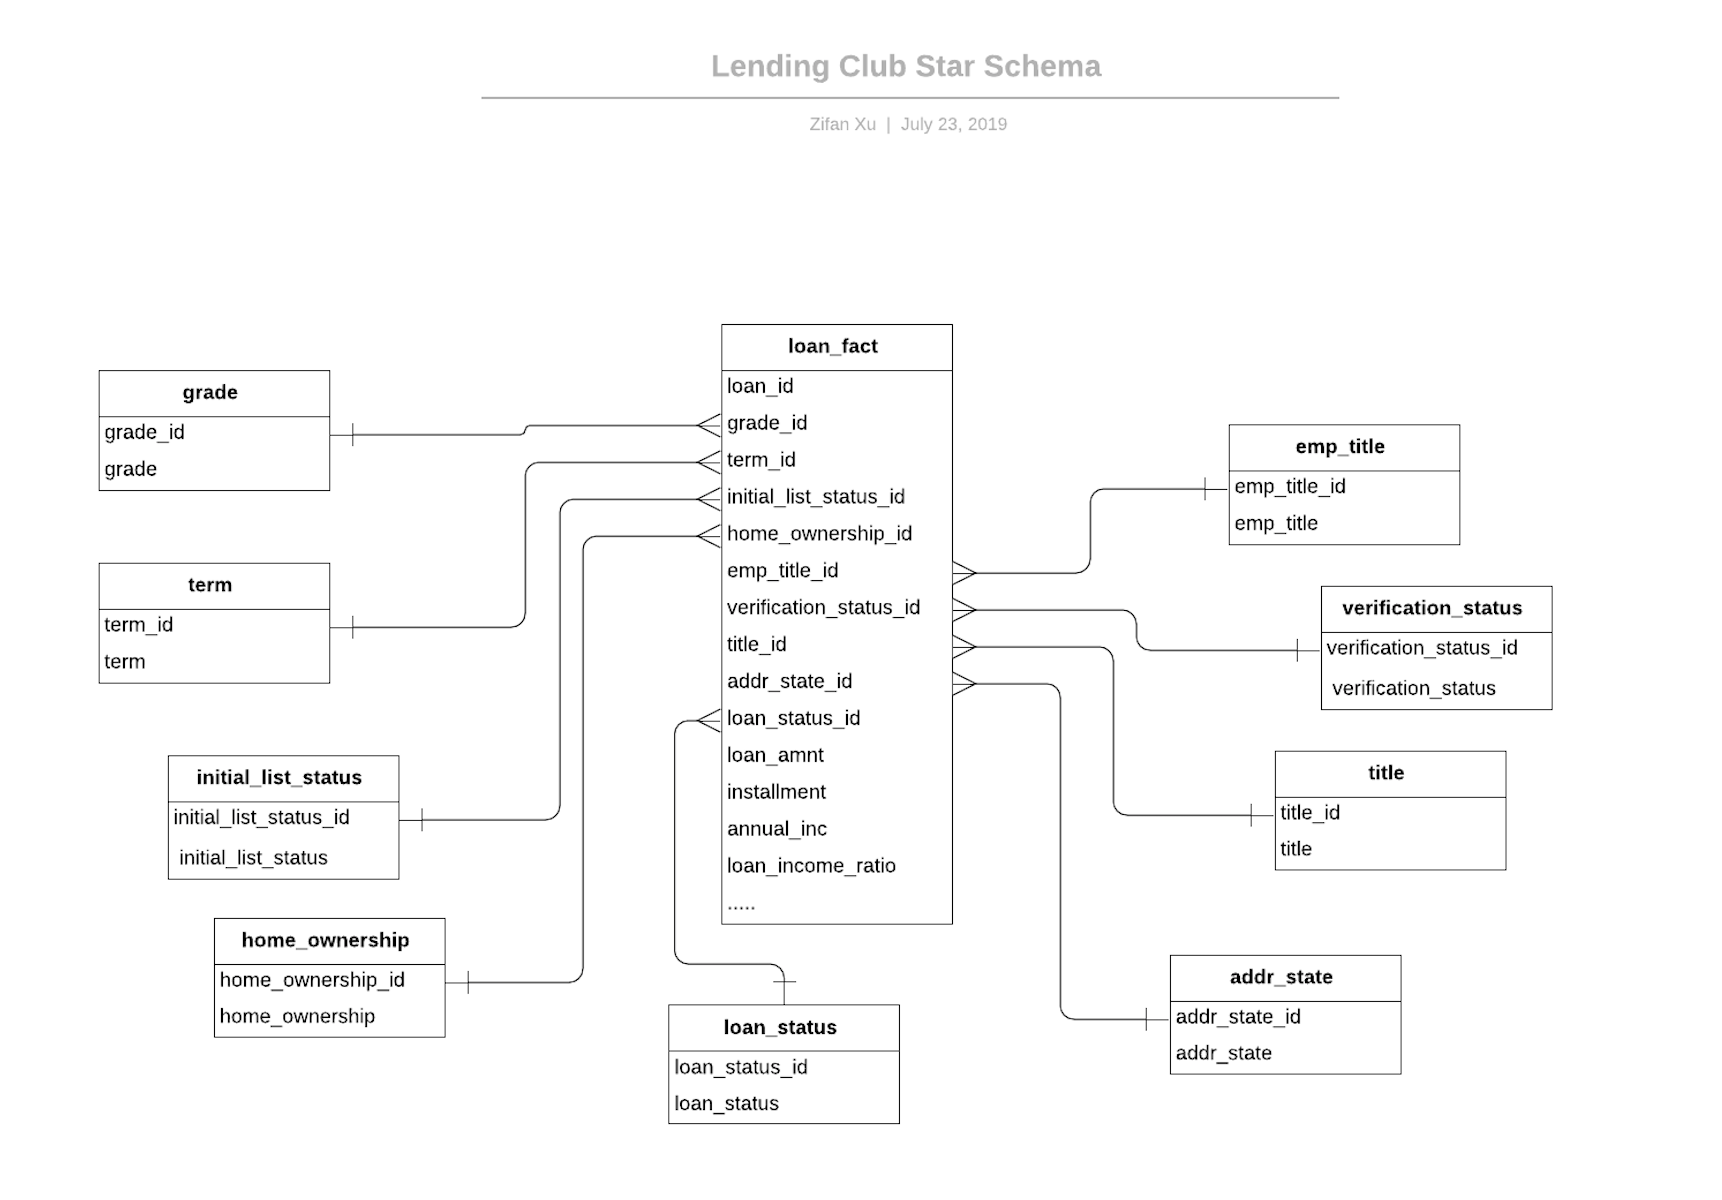 Lending Club Star Schema
Zifan Xu | July 23, 2019
grade
grade_id
grade
term
term_id
term
initial_list_status
initial_list_status_id
initial_list_status
home_ownership
home_ownership_id
home_ownership
loan_fact
loan_id
grade_id
term_id
initial_list_status_id
home_ownership_id
emp_title_id
verification_status_id
title_id
addr_state_id
loan_status_id
loan_amnt
installment
annual_inc
loan_income_ratio
.....
loan_status
loan_status_id
loan_status
emp_title
emp_title_id
emp_title
verification_status
verification_status_id
verification_status
title
title_id
title
addr_state
addr_state_id
addr_state